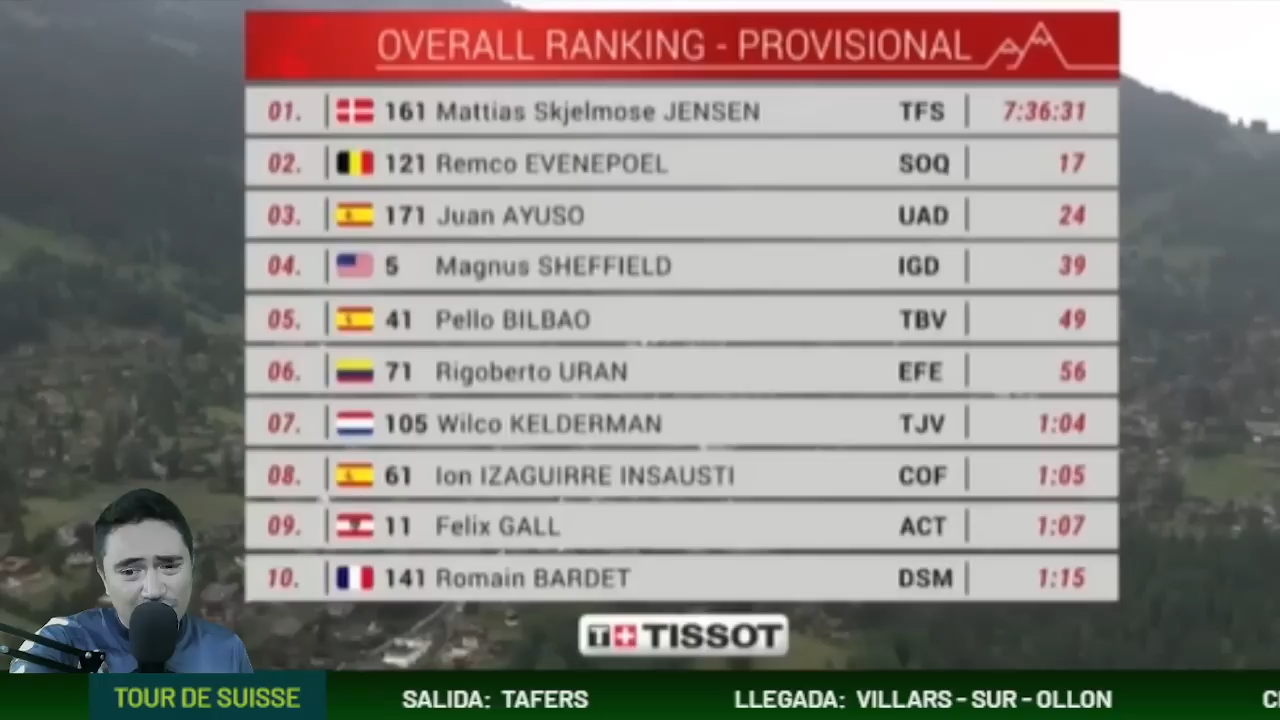 OVERALL RANKING - PROVISIONAL
01. 161 Mattias Skjelmose JENSEN TFS 7:36:31
02. 121 Remco EVENEPOEL SOQ 17
03. 171 Juan AYUSO UAD 24
04. 5 Magnus SHEFFIELD IGD 39
05. 41 Pello BILBAO TBV 49
06. 71 Rigoberto URAN EFE 56
07. 105 Wilco KELDERMAN TJV 1:04
08. 61 Ion IZAGUIRRE INSAUSTI COF 1:05
09. 11 Felix GALL ACT 1:07
10. 141 Romain BARDET DSM 1:15
T+ TISSOT
TOUR DE SUISSE SALIDA: TAFERS LLEGADA: VILLARS-SUR-OLLON